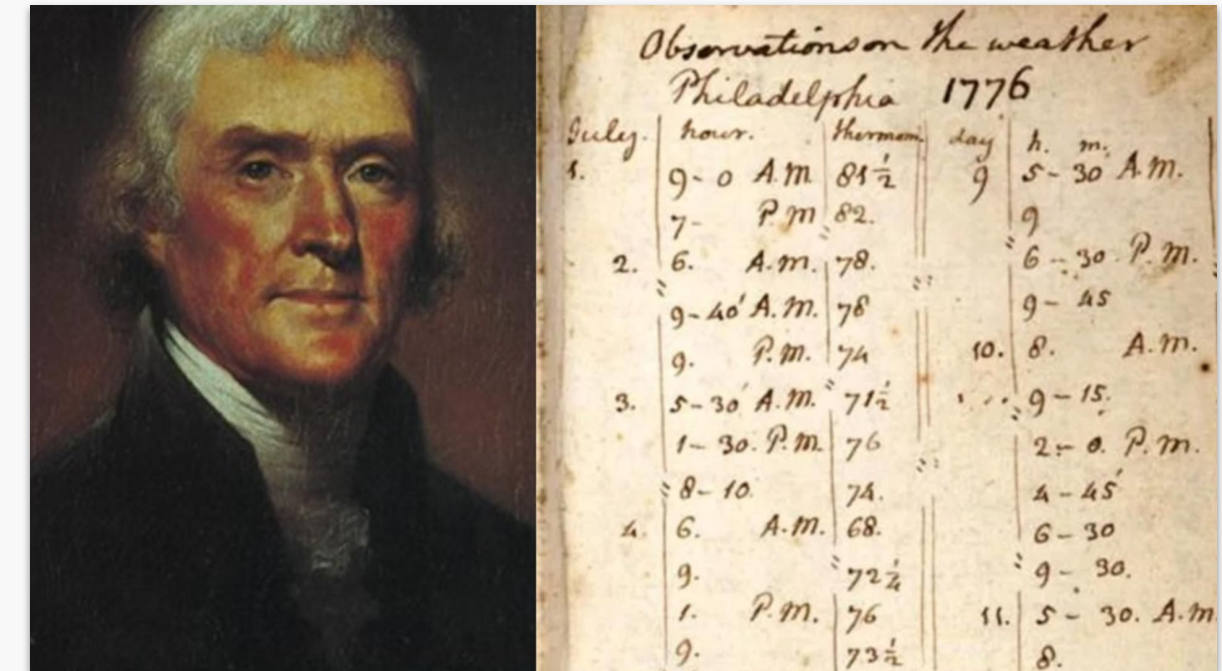 Observations on the weather
Philadelphia 1776
July. hour. thermom. day h. m.
1. 9-0 A.M 81½ 9 5-30 A.M.
7- P.M 82. 9
2. 6. A.M. 78. 6-30 P.M.
9-40' A.M. 78 9-45
9. P.M. 74 10. 8. A.M.
3. 5-30' A.M. 71½ 9-15.
1-30. P.M. 76 2-0. P.M.
8-10. 74. 4-45'
4. 6. A.M. 68. 6-30
9. 72¼ 9-30.
1. P.M. 76 11. 5-30. A.M
9. 73½ 8.